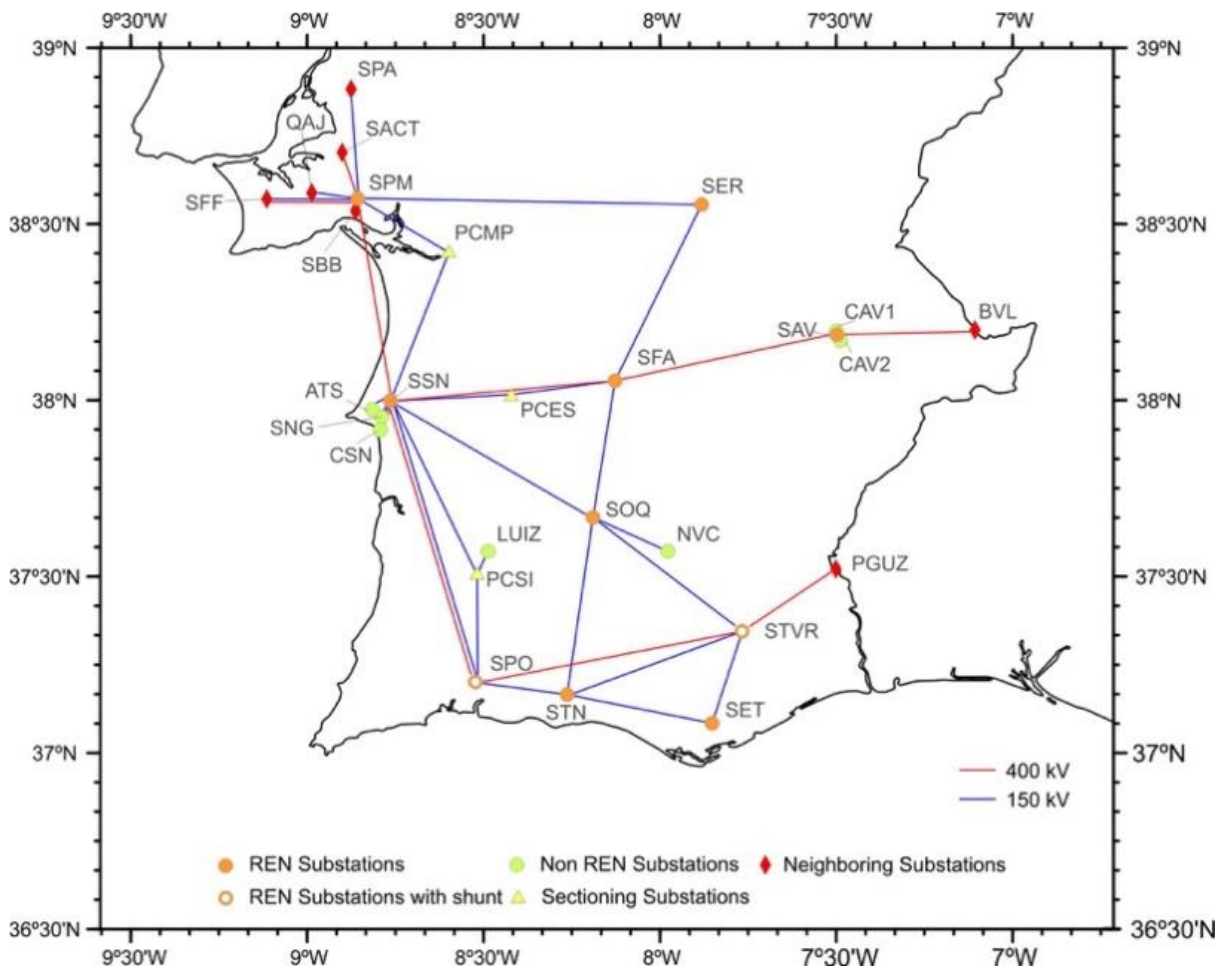 9°30'W 9°W 8°30'W 8°W 7°30'W 7°W
39°N 39°N
SPA
QAJ
SACT
SPM
SER
SFF
38°30'N 38°30'N
PCMP
SBB
CAV1
BVL
SAV
SFA
CAV2
SSN
ATS
38°N 38°N
PCES
SNG
CSN
SOQ
LUIZ
NVC
PGUZ
37°30'N 37°30'N
PCSI
STVR
SPO
STN
SET
37°N 37°N
400 kV
150 kV
REN Substations Non REN Substations Neighboring Substations
REN Substations with shunt Sectioning Substations
36°30'N 36°30'N
9°30'W 9°W 8°30'W 8°W 7°30'W 7°W